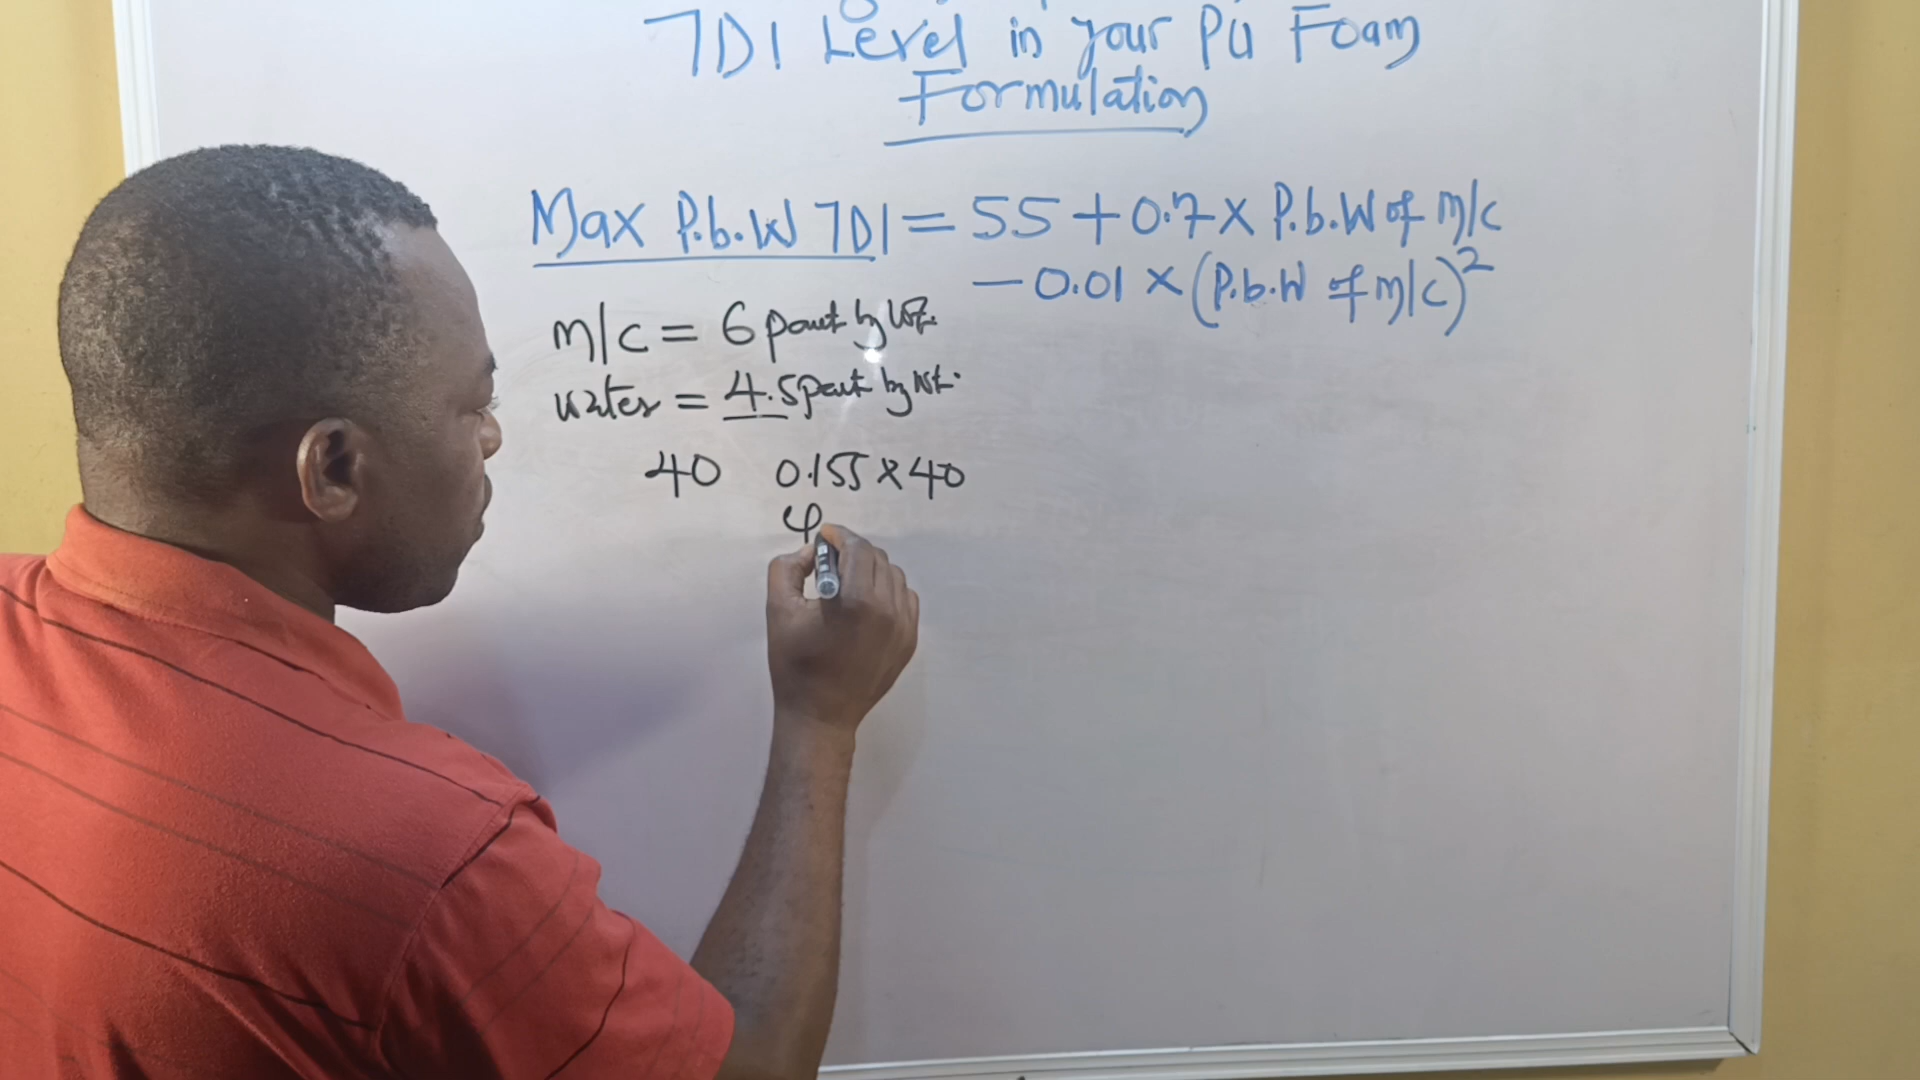 TDI Level in your PU Foam
Formulation
Max P.b.W TDI = 55 + 0.7 x P.b.W of m/c
- 0.01 x (P.b.W of m/c)²
m/c = 6 part by wt.
water = 4.5 part by wt.
40 0.155 x 40